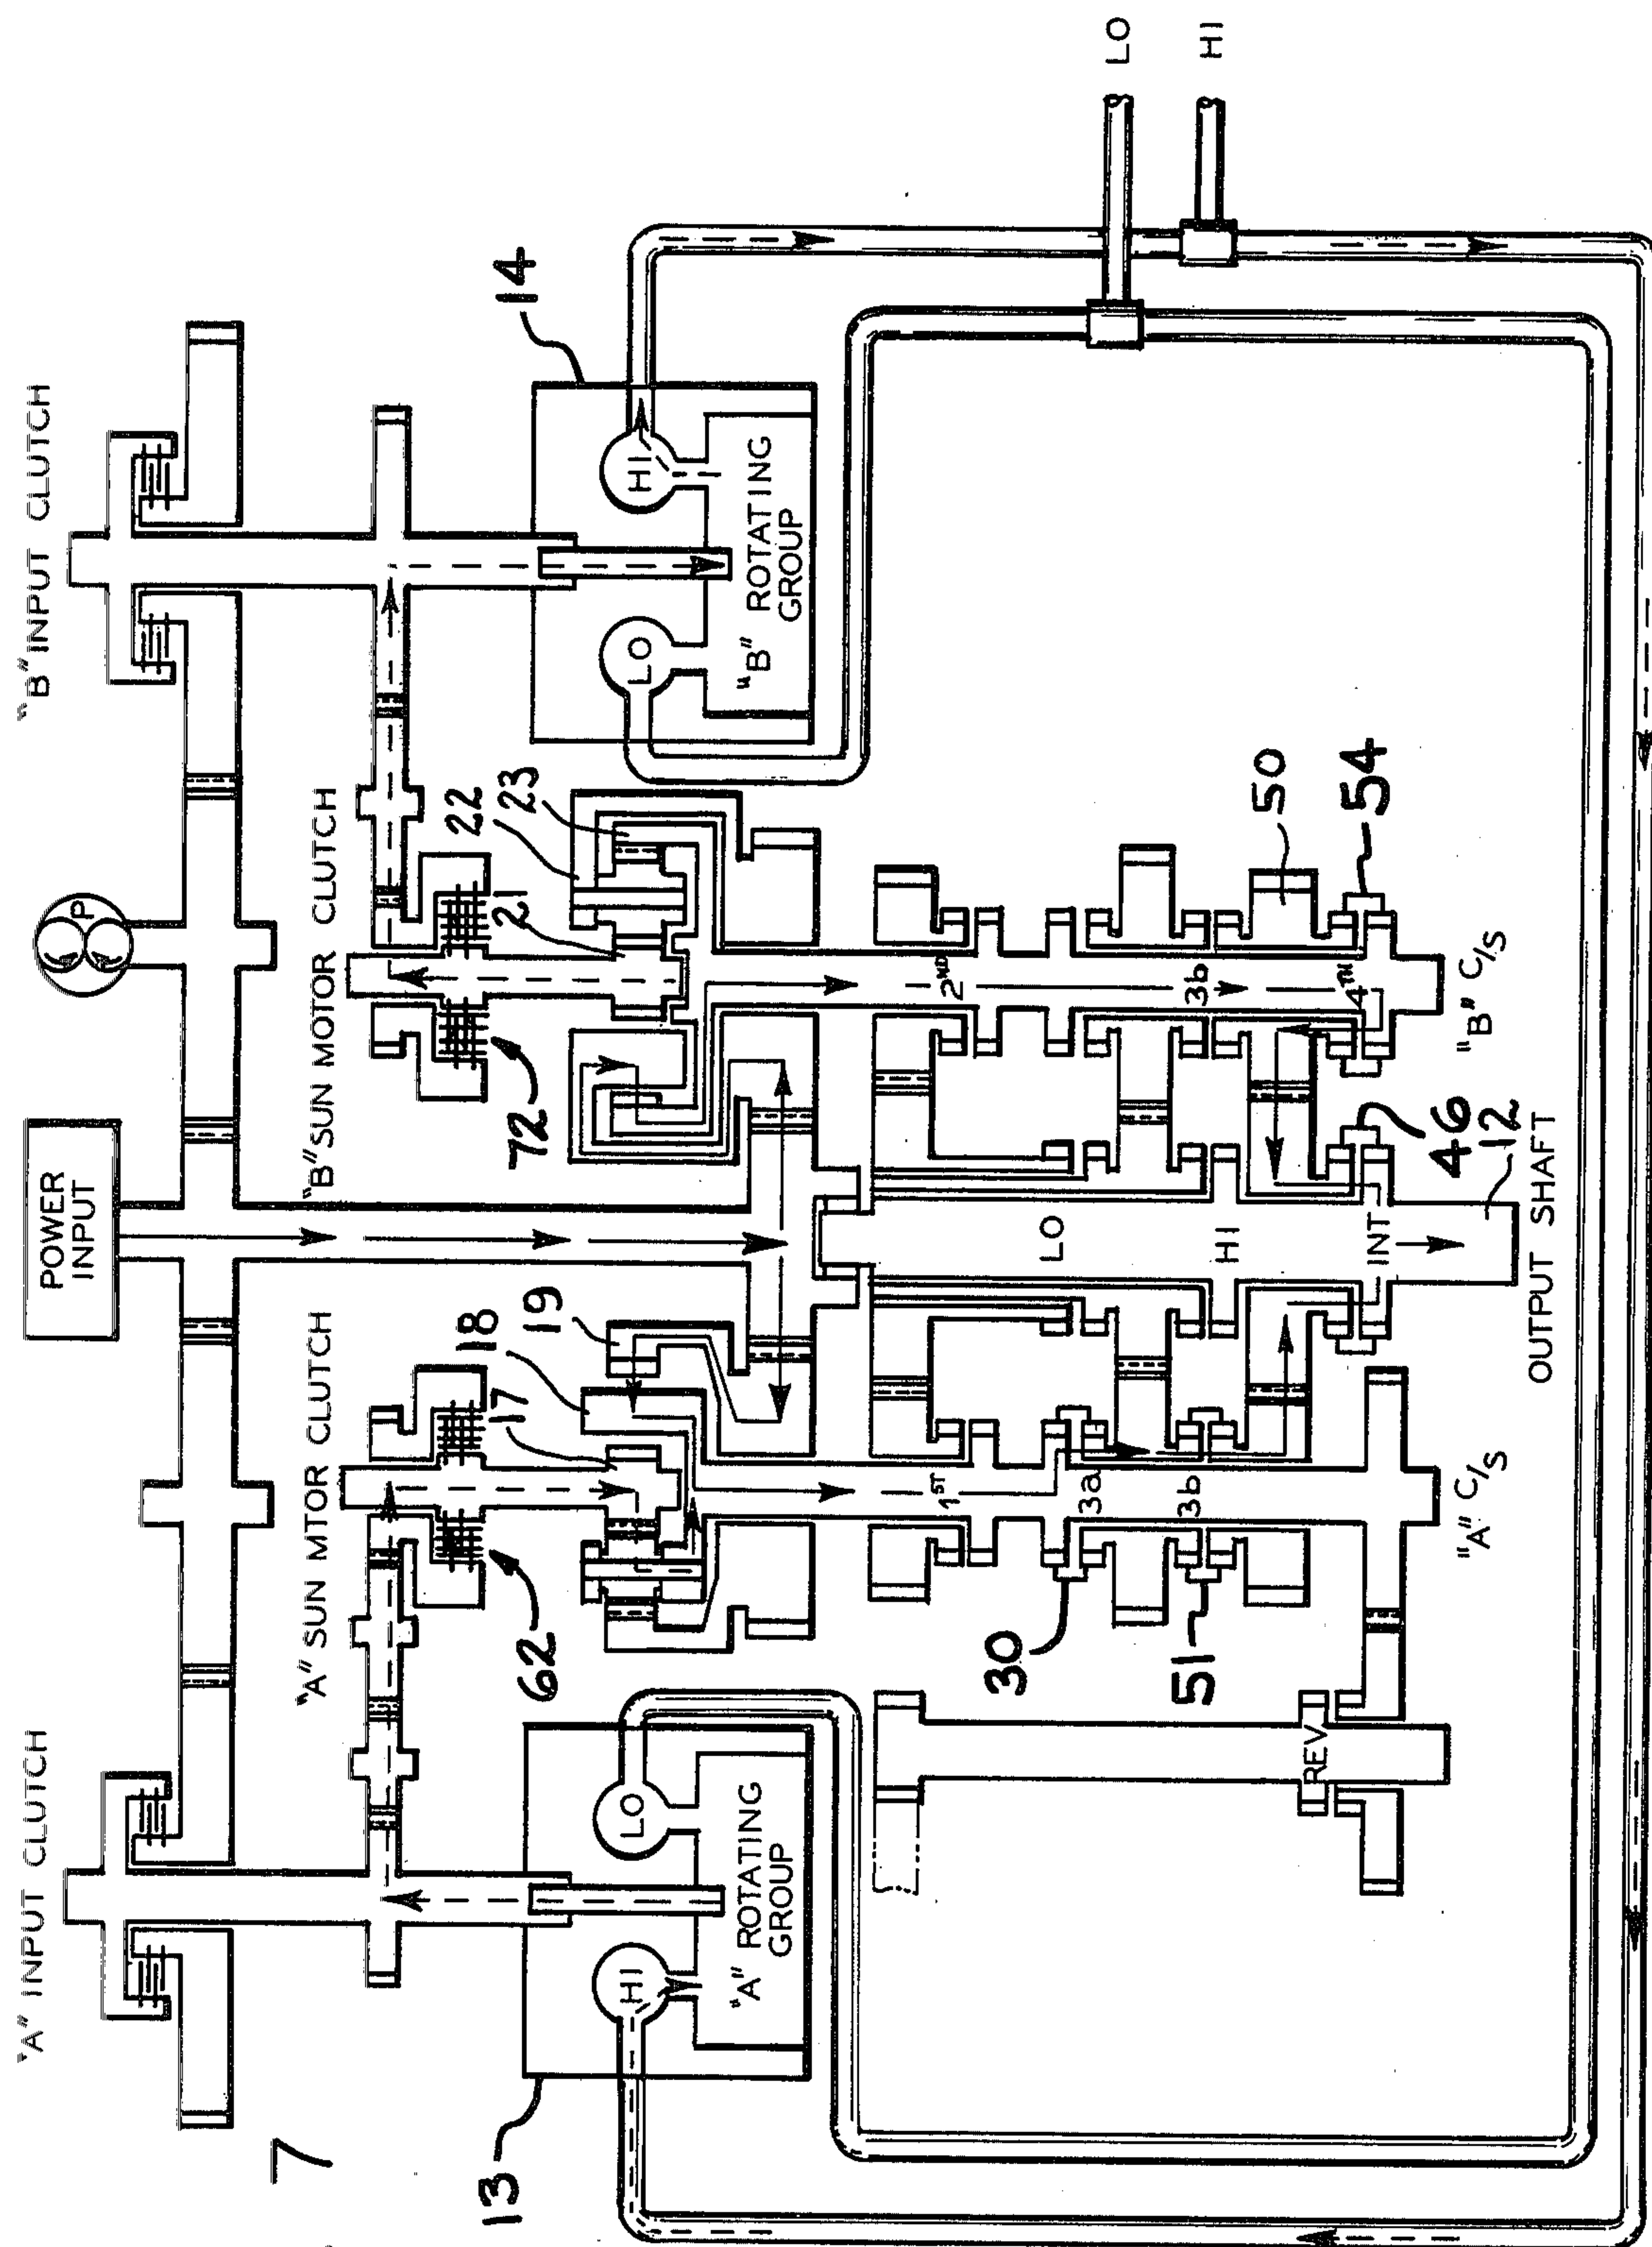 "A" INPUT CLUTCH
"B" INPUT CLUTCH
POWER
INPUT
P
"A" SUN MTOR CLUTCH
"B" SUN MOTOR CLUTCH
7
13
HI
LO
"A" ROTATING
GROUP
62
17
18
19
72
21
22
23
14
LO
HI
"B" ROTATING
GROUP
LO
HI
1ST
3a
3b
30
51
REV
"A" C/S
LO
HI
INT
2ND
3b
4TH
"B" C/S
50
54
46
12
OUTPUT SHAFT